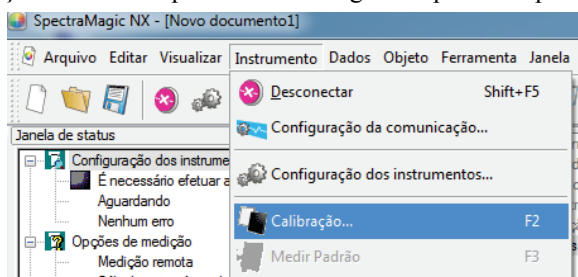 SpectraMagic NX - [Novo documento1]
Arquivo Editar Visualizar Instrumento Dados Objeto Ferramenta Janela
Desconectar Shift+F5
Janela de status
Configuração da comunicação...
Configuração dos instrume
É necessário efetuar a
Configuração dos instrumentos...
Aguardando
Nenhum erro
Calibração... F2
Opções de medição
Medição remota
Medir Padrão F3